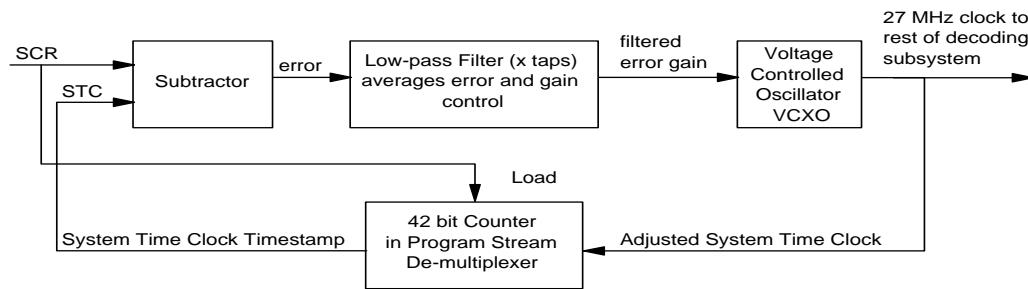 SCR
STC
Subtractor
error
Low-pass Filter (x taps)
averages error and gain
control
filtered
error gain
Voltage
Controlled
Oscillator
VCXO
27 MHz clock to
rest of decoding
subsystem
Load
System Time Clock Timestamp
42 bit Counter
in Program Stream
De-multiplexer
Adjusted System Time Clock